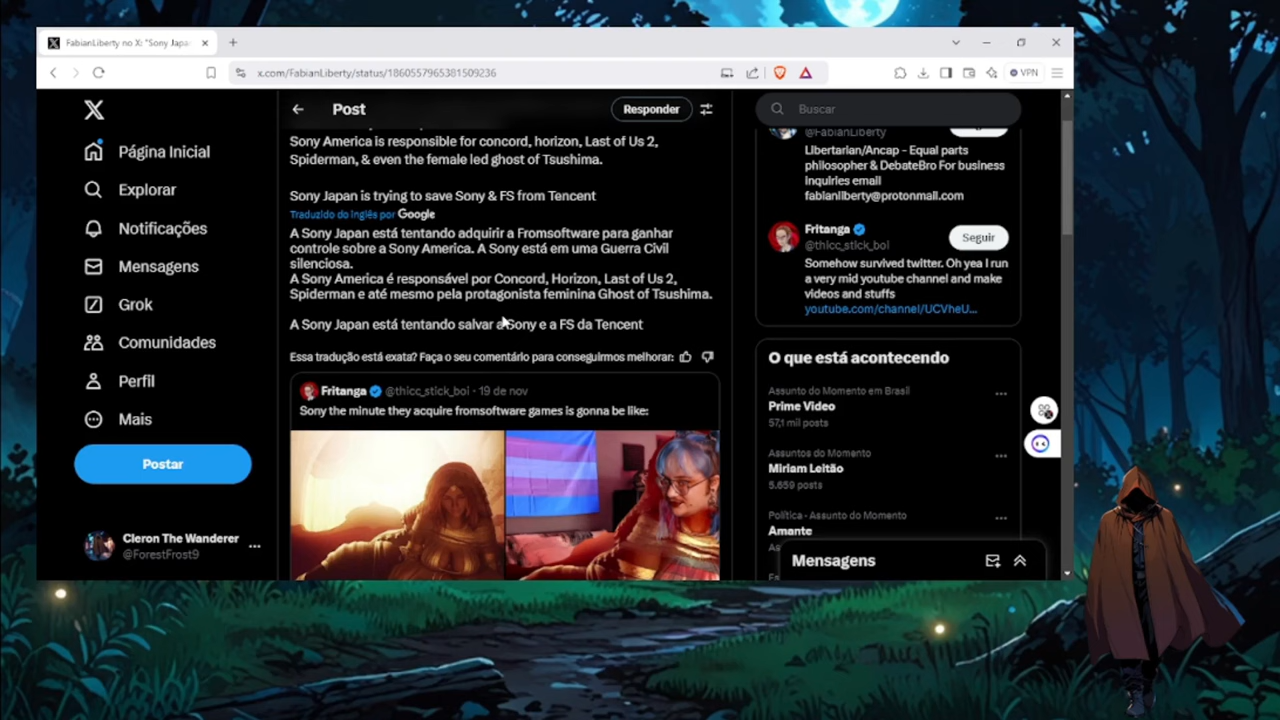 FabianLiberty no X: "Sony Japa
x.com/FabianLiberty/status/1860557965381509236
VPN
Página Inicial
Explorar
Notificações
Mensagens
Grok
Comunidades
Perfil
Mais
Postar
Cleron The Wanderer
@ForestFrost9
Post
Responder
Sony America is responsible for concord, horizon, Last of Us 2,
Spiderman, & even the female led ghost of Tsushima.
Sony Japan is trying to save Sony & FS from Tencent
Traduzido do inglês por Google
A Sony Japan está tentando adquirir a Fromsoftware para ganhar
controle sobre a Sony America. A Sony está em uma Guerra Civil
silenciosa.
A Sony America é responsável por Concord, Horizon, Last of Us 2,
Spiderman e até mesmo pela protagonista feminina Ghost of Tsushima.
A Sony Japan está tentando salvar a Sony e a FS da Tencent
Essa tradução está exata? Faça o seu comentário para conseguirmos melhorar:
Fritanga @thicc_stick_boi · 19 de nov
Sony the minute they acquire fromsoftware games is gonna be like:
Buscar
@FabianLiberty
Libertarian/Ancap - Equal parts
philosopher & DebateBro For business
inquiries email
fabianliberty@protonmail.com
Fritanga
@thicc_stick_boi
Seguir
Somehow survived twitter. Oh yea I run
a very mid youtube channel and make
videos and stuffs
youtube.com/channel/UCVheU...
O que está acontecendo
Assunto do Momento em Brasil
Prime Video
57,1 mil posts
Assuntos do Momento
Miriam Leitão
5.659 posts
Política · Assunto do Momento
Amante
Mensagens